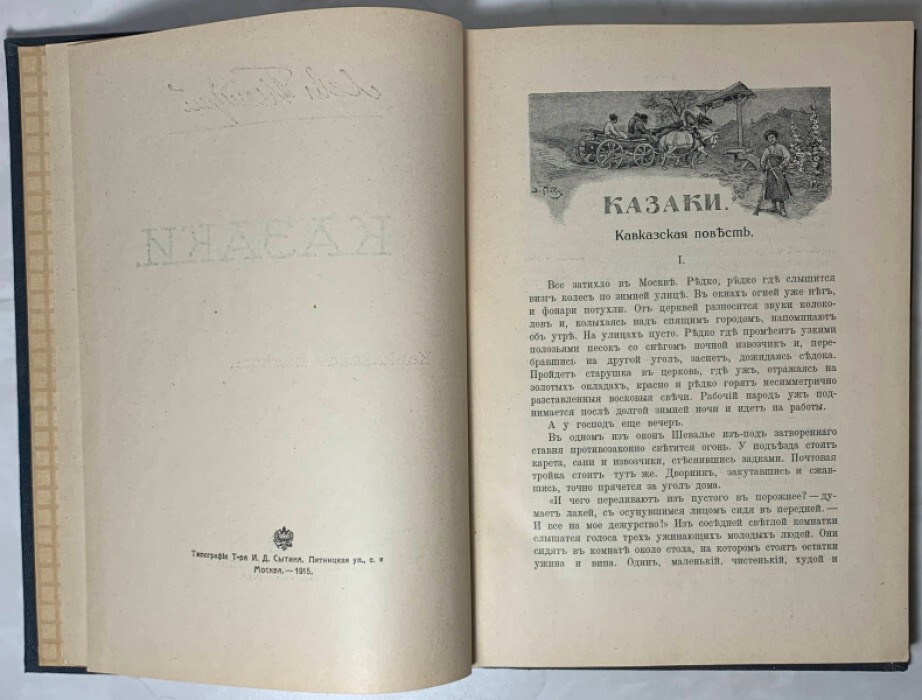 КАЗАКИ.
Типографія Т-ва И. Д. Сытина, Пятницкая ул., с. д.
Москва.—1915.
КАЗАКИ.
Кавказская повѣсть.
I.
Все затихло въ Москвѣ. Рѣдко, рѣдко гдѣ слышится
визгъ колесъ по зимней улицѣ. Въ окнахъ огней уже нѣтъ,
и фонари потухли. Отъ церквей разносятся звуки колоко-
ловъ и, колыхаясь надъ спящимъ городомъ, напоминаютъ
объ утрѣ. На улицахъ пусто. Рѣдко гдѣ промѣситъ узкими
полозьями песокъ со снѣгомъ ночной извозчикъ и, пере-
бравшись на другой уголъ, заснетъ, дожидаясь сѣдока.
Пройдетъ старушка въ церковь, гдѣ ужъ, отражаясь на
золотыхъ окладахъ, красно и рѣдко горятъ несимметрично
разставленныя восковыя свѣчи. Рабочій народъ ужъ под-
нимается послѣ долгой зимней ночи и идетъ на работы.
А у господъ еще вечеръ.
Въ одномъ изъ оконъ Шевалье изъ-подъ затвореннаго
ставня противозаконно свѣтится огонь. У подъѣзда стоятъ
карета, сани и извозчики, стѣснившись задками. Почтовая
тройка стоитъ тутъ же. Дворникъ, закутавшись и сжав-
шись, точно прячется за уголъ дома.
«И чего переливаютъ изъ пустого въ порожнее? — ду-
маетъ лакей, съ осунувшимся лицомъ сидя въ передней. —
И все на мое дежурство!» Изъ сосѣдней свѣтлой комнатки
слышатся голоса трехъ ужинающихъ молодыхъ людей. Они
сидятъ въ комнатѣ около стола, на которомъ стоятъ остатки
ужина и вина. Одинъ, маленькій, чистенькій, худой и